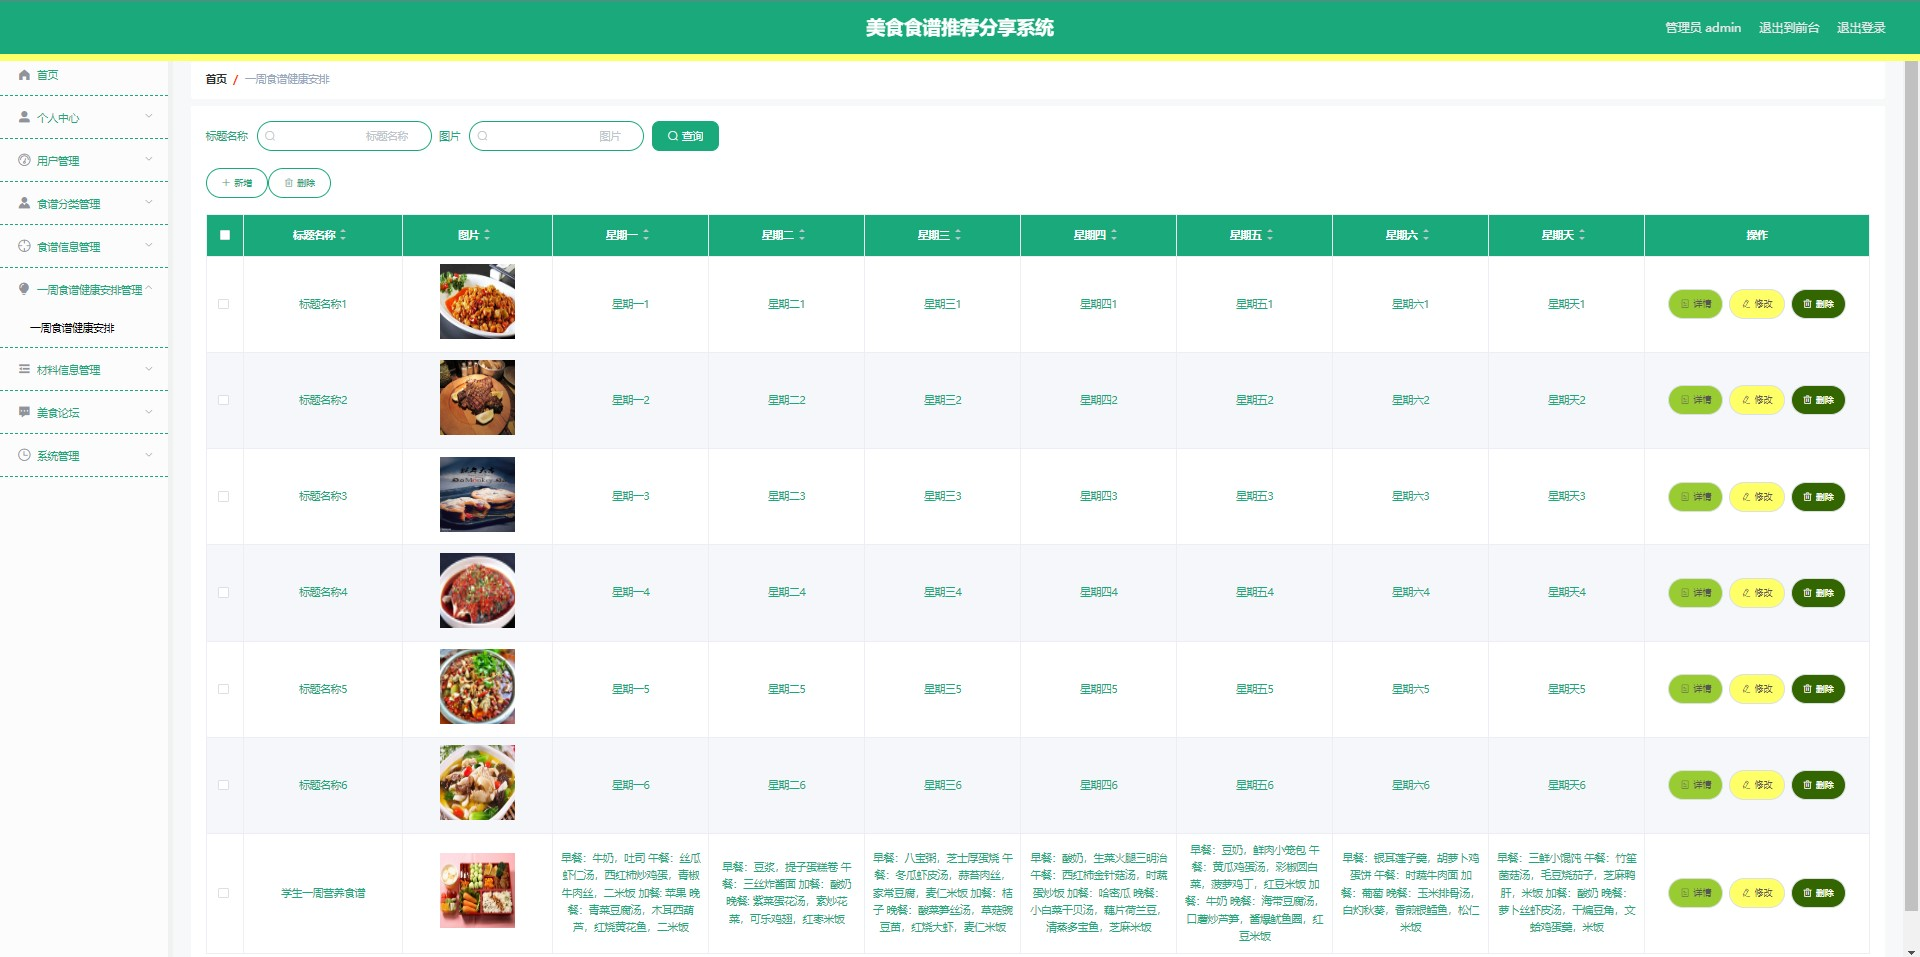 美食食谱推荐分享系统
管理员 admin 退出到前台 退出登录
首页
个人中心
用户管理
食谱分类管理
食谱信息管理
一周食谱健康安排管理
一周食谱健康安排
材料信息管理
美食论坛
系统管理
首页 / 一周食谱健康安排
标题名称 标题名称 图片 图片 查询
新增 删除
标题名称 图片 星期一 星期二 星期三 星期四 星期五 星期六 星期天 操作
标题名称1 星期一1 星期二1 星期三1 星期四1 星期五1 星期六1 星期天1 详情 修改 删除
标题名称2 星期一2 星期二2 星期三2 星期四2 星期五2 星期六2 星期天2 详情 修改 删除
标题名称3 星期一3 星期二3 星期三3 星期四3 星期五3 星期六3 星期天3 详情 修改 删除
标题名称4 星期一4 星期二4 星期三4 星期四4 星期五4 星期六4 星期天4 详情 修改 删除
标题名称5 星期一5 星期二5 星期三5 星期四5 星期五5 星期六5 星期天5 详情 修改 删除
标题名称6 星期一6 星期二6 星期三6 星期四6 星期五6 星期六6 星期天6 详情 修改 删除
学生一周营养食谱
早餐：牛奶，吐司 午餐：丝瓜
虾仁汤，西红柿炒鸡蛋，青椒
牛肉丝，二米饭 加餐: 苹果 晚
餐：青菜豆腐汤，木耳西葫
芦，红烧黄花鱼，二米饭
早餐：豆浆，提子蛋糕卷 午
餐：三丝炸酱面 加餐：酸奶
晚餐: 紫菜蛋花汤，素炒花
菜，可乐鸡翅，红枣米饭
早餐：八宝粥，芝士厚蛋烧 午
餐：冬瓜虾皮汤，蒜苔肉丝，
家常豆腐，麦仁米饭 加餐：桔
子 晚餐：酸菜笋丝汤，草菇豌
豆苗，红烧大虾，麦仁米饭
早餐：酸奶，生菜火腿三明治
午餐：西红柿金针菇汤，时蔬
蛋炒饭 加餐：哈密瓜 晚餐：
小白菜干贝汤，藕片荷兰豆，
清蒸多宝鱼，芝麻米饭
早餐：豆奶，鲜肉小笼包 午
餐：黄瓜鸡蛋汤，彩椒圆白
菜，菠萝鸡丁，红豆米饭 加
餐：牛奶 晚餐：海带豆腐汤，
口蘑炒芦笋，酱爆鱿鱼圈，红
豆米饭
早餐：银耳莲子羹，胡萝卜鸡
蛋饼 午餐：时蔬牛肉面 加
餐：葡萄 晚餐：玉米排骨汤，
白灼秋葵，香煎银鳕鱼，松仁
米饭
早餐：三鲜小馄饨 午餐：竹笙
菌菇汤，毛豆烧茄子，芝麻鸭
肝，米饭 加餐：酸奶 晚餐：
萝卜丝虾皮汤，干煸豆角，文
蛤鸡蛋羹，米饭
详情 修改 删除